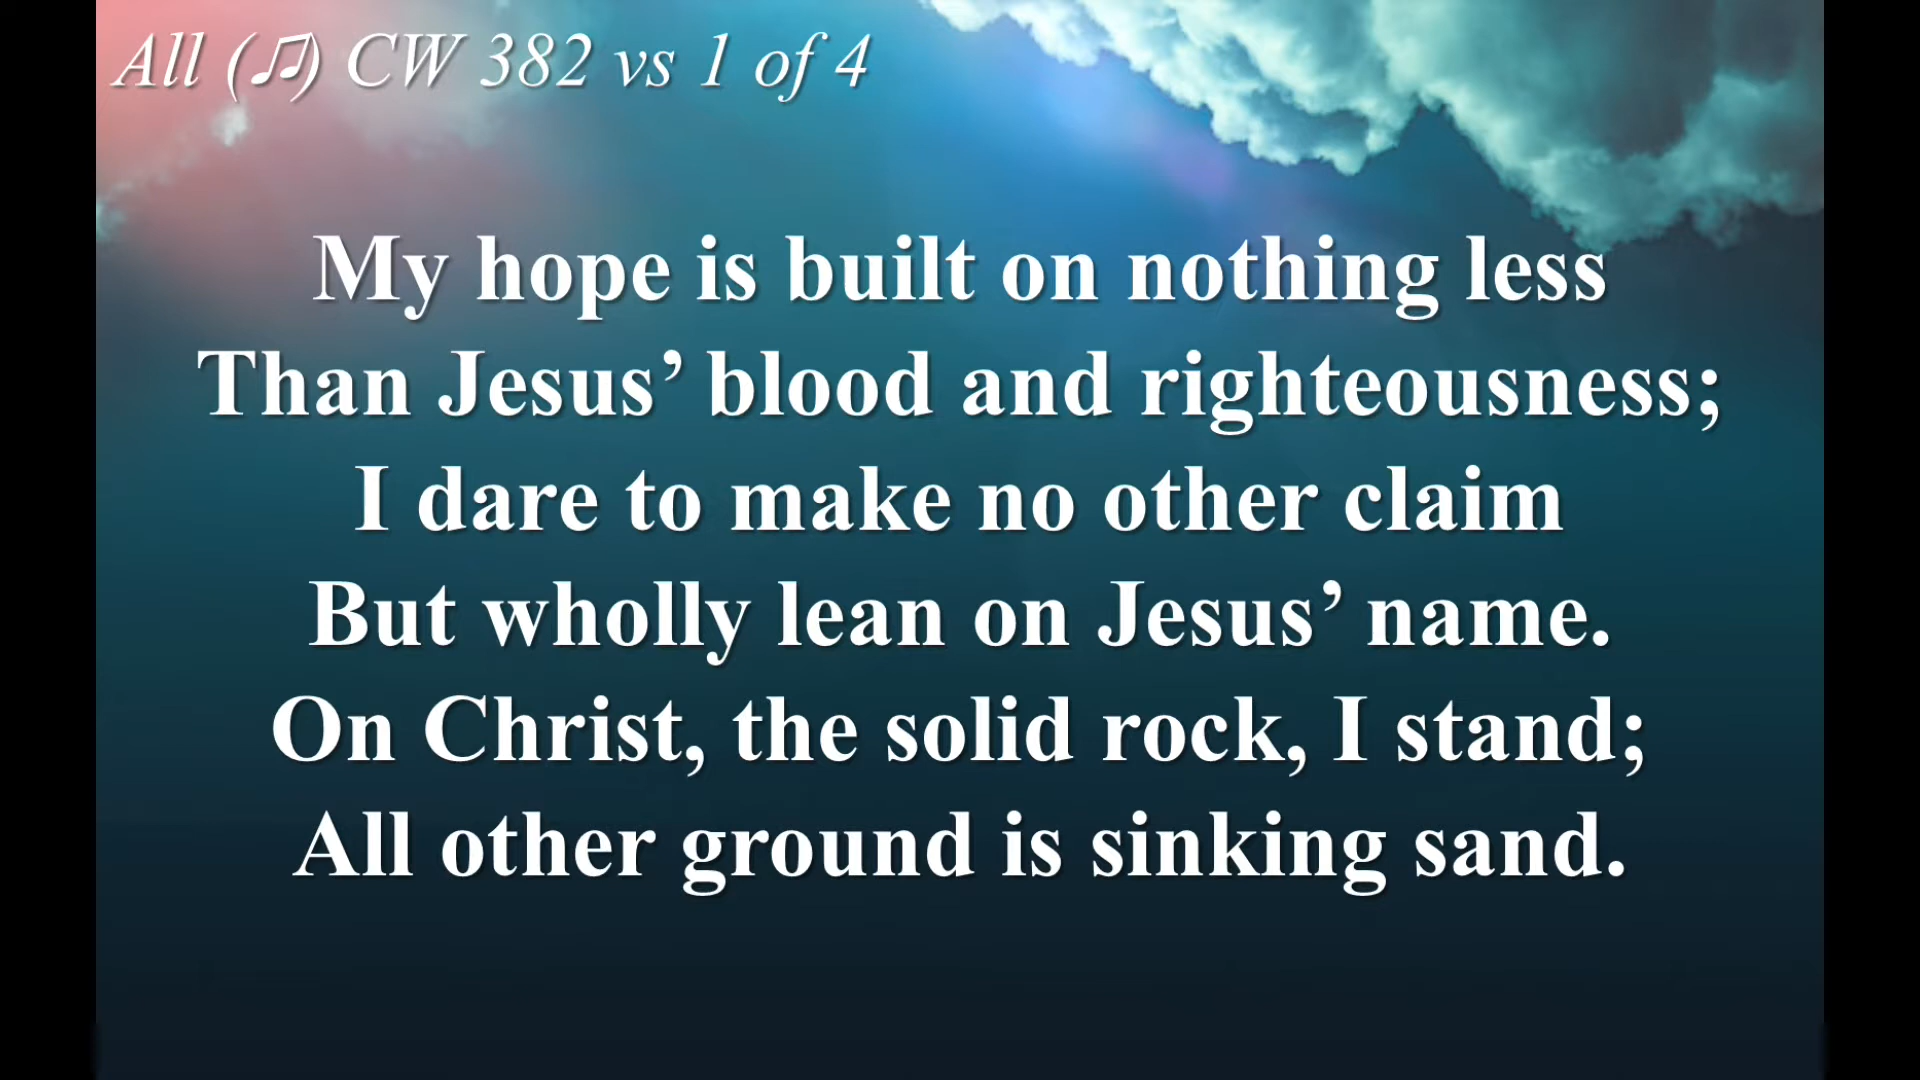 All (♫) CW 382 vs 1 of 4
My hope is built on nothing less
Than Jesus’ blood and righteousness;
I dare to make no other claim
But wholly lean on Jesus’ name.
On Christ, the solid rock, I stand;
All other ground is sinking sand.